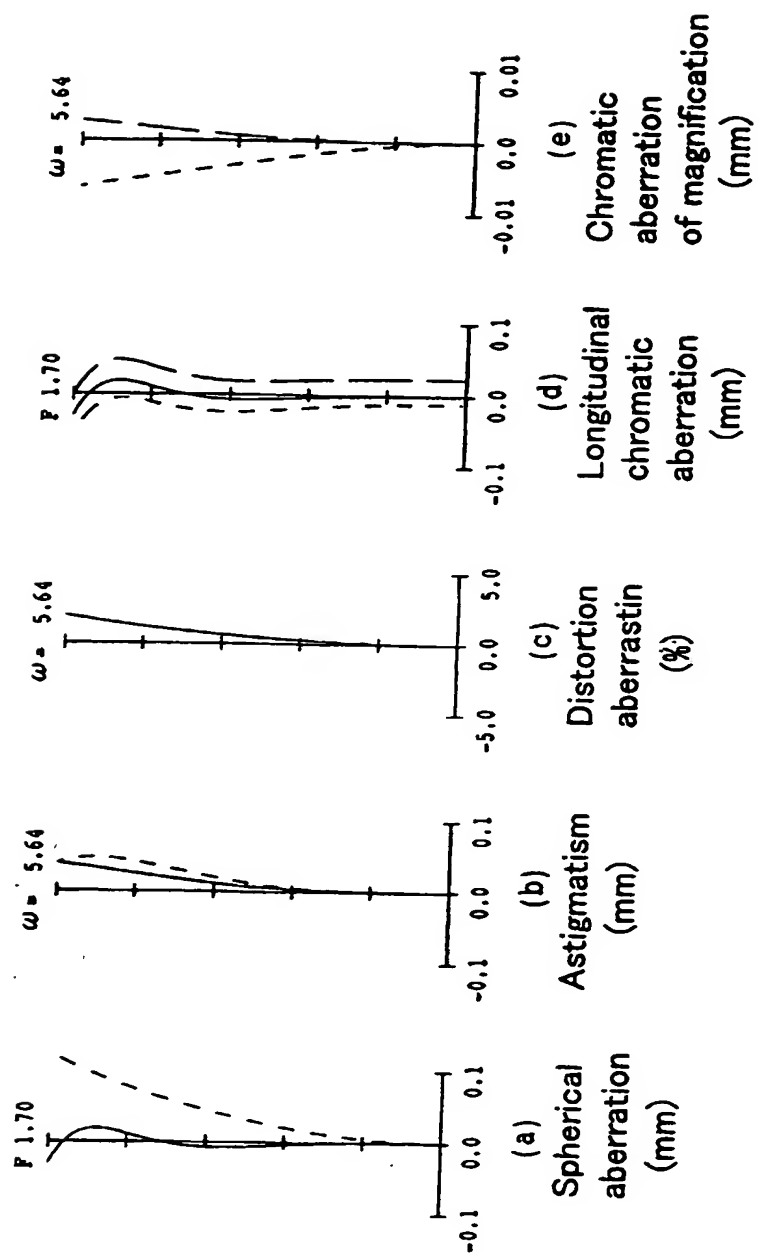 F 1.70
-0.1 0.0 0.1
(a)
Spherical
aberration
(mm)
ω= 5.64
-0.1 0.0 0.1
(b)
Astigmatism
(mm)
ω= 5.64
-5.0 0.0 5.0
(c)
Distortion
aberrastin
(%)
F 1.70
-0.1 0.0 0.1
(d)
Longitudinal
chromatic
aberration
(mm)
ω= 5.64
-0.01 0.0 0.01
(e)
Chromatic
aberration
of magnification
(mm)